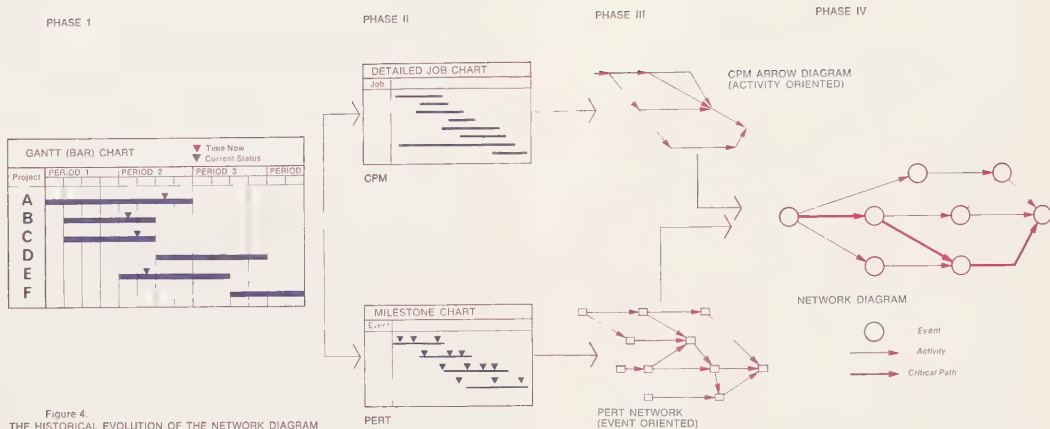 PHASE 1
PHASE II
PHASE III
PHASE IV
GANTT (BAR) CHART
Time Now
Current Status
Project
PERIOD 1
PERIOD 2
PERIOD 3
PERIOD
A
B
C
D
E
F
DETAILED JOB CHART
Job
CPM
MILESTONE CHART
Event
PERT
CPM ARROW DIAGRAM
(ACTIVITY ORIENTED)
PERT NETWORK
(EVENT ORIENTED)
NETWORK DIAGRAM
Event
Activity
Critical Path
Figure 4.
THE HISTORICAL EVOLUTION OF THE NETWORK DIAGRAM